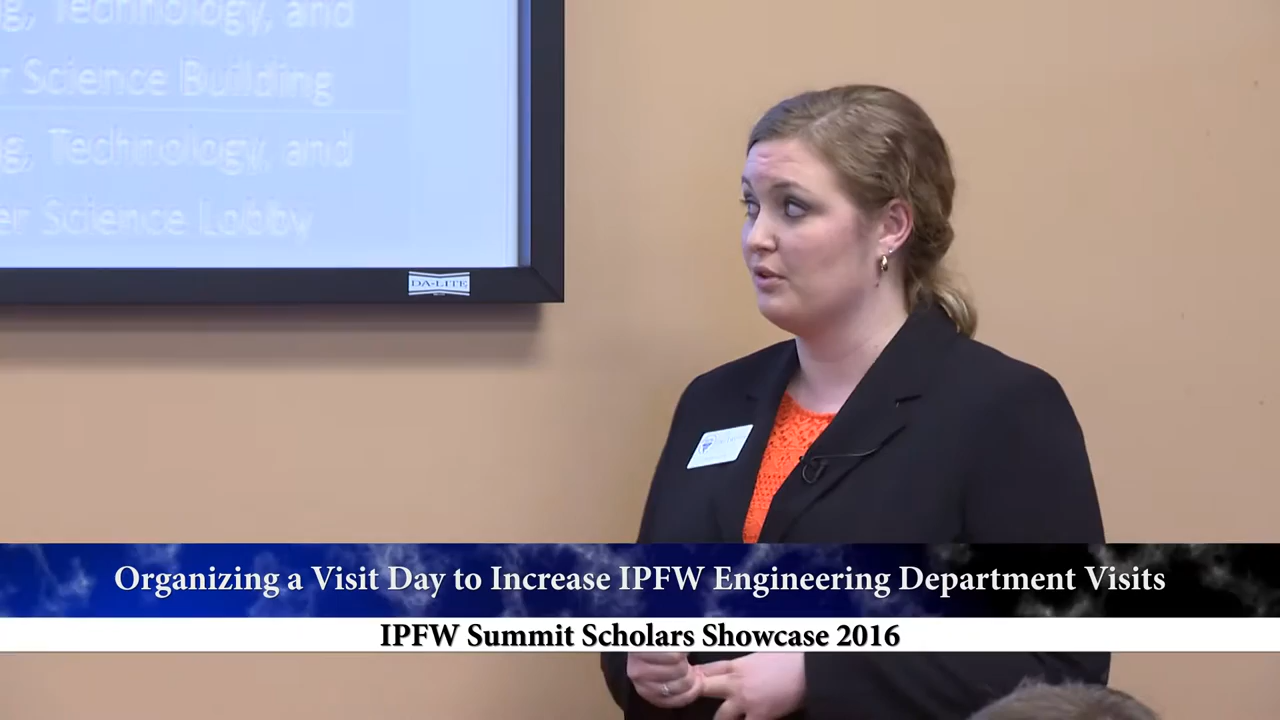 g, Technology, and
r Science Building
g, Technology, and
er Science Lobby
DA-LITE
Organizing a Visit Day to Increase IPFW Engineering Department Visits
IPFW Summit Scholars Showcase 2016